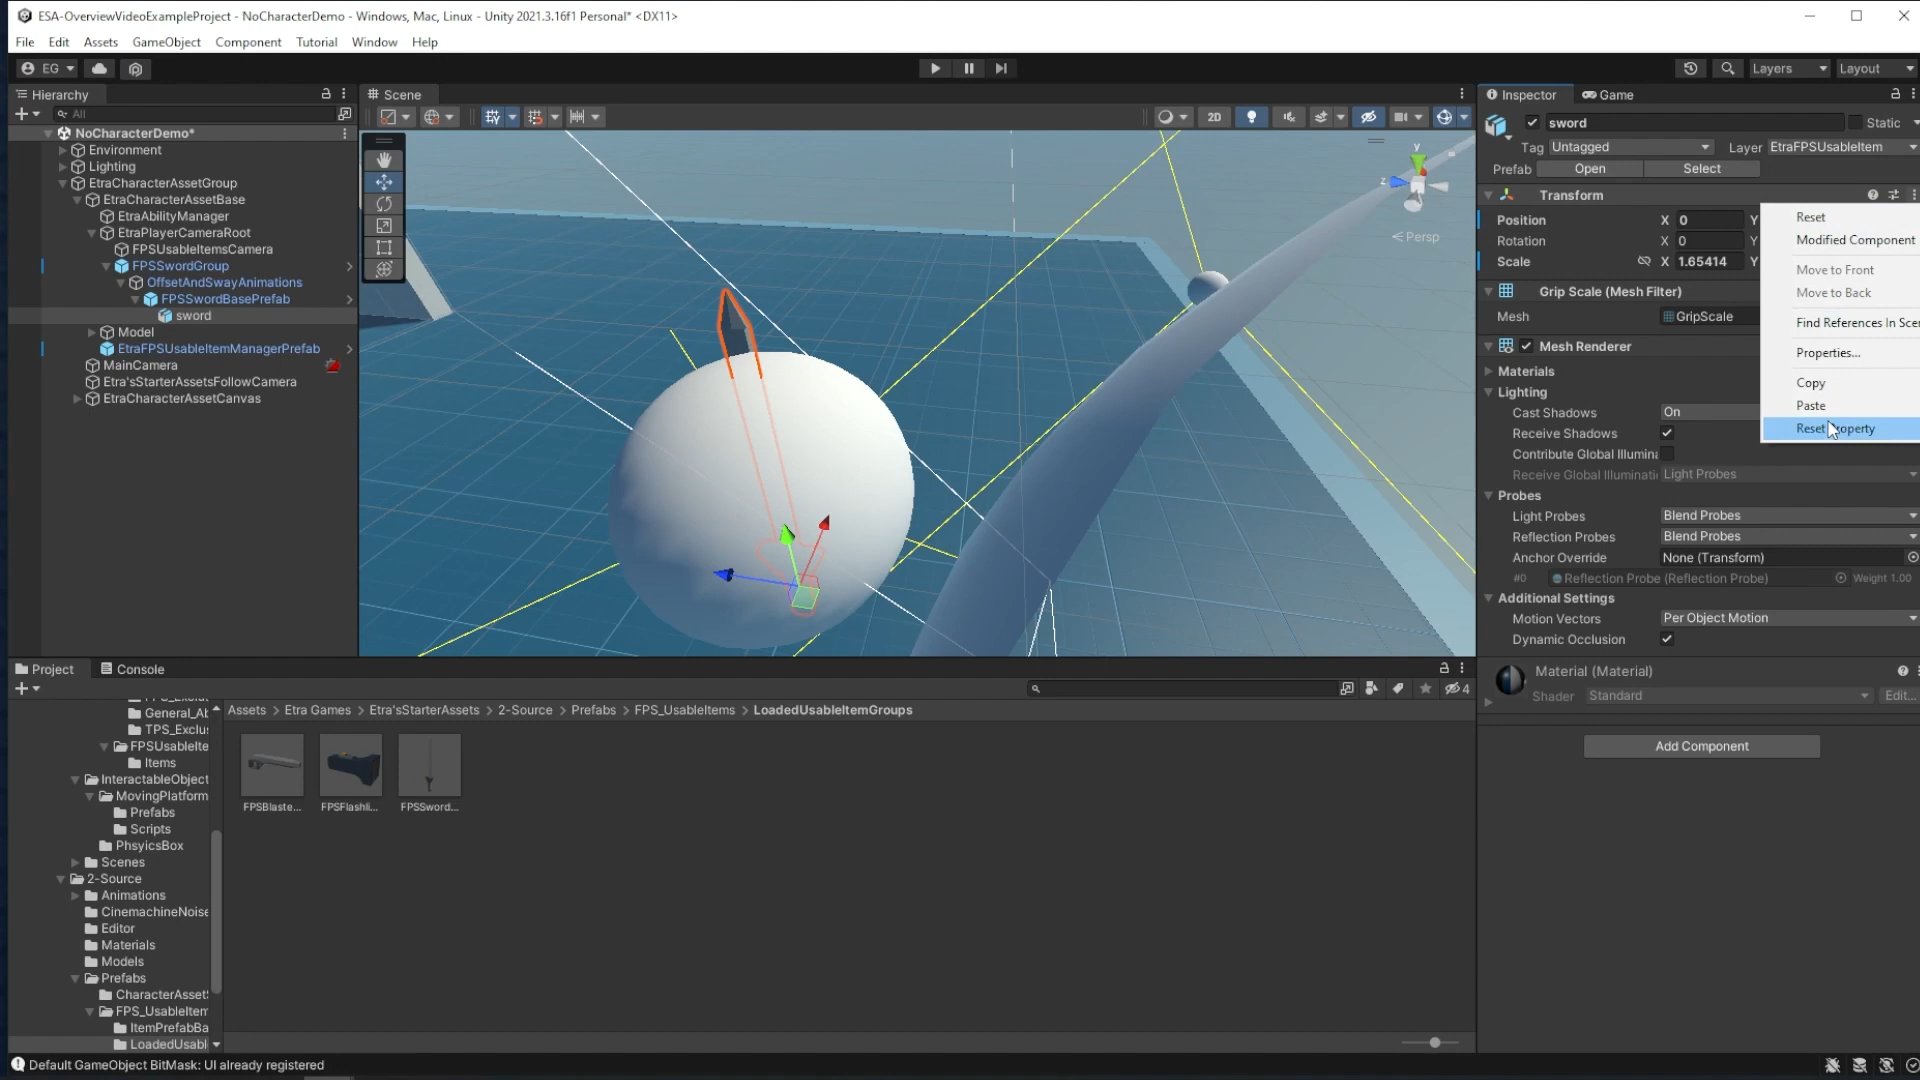 ESA-OverviewVideoExampleProject - NoCharacterDemo - Windows, Mac, Linux - Unity 2021.3.16f1 Personal* <DX11>
File Edit Assets GameObject Component Tutorial Window Help
EG
Layers Layout
Hierarchy
All
NoCharacterDemo*
Environment
Lighting
EtraCharacterAssetGroup
EtraCharacterAssetBase
EtraAbilityManager
EtraPlayerCameraRoot
FPSUsableItemsCamera
FPSSwordGroup
OffsetAndSwayAnimations
FPSSwordBasePrefab
sword
Model
EtraFPSUsableItemManagerPrefab
MainCamera
Etra'sStarterAssetsFollowCamera
EtraCharacterAssetCanvas
Scene
2D
y
z
Persp
Inspector Game
sword Static
Tag Untagged Layer EtraFPSUsableItem
Prefab Open Select
Transform
Position X 0 Y
Rotation X 0 Y
Scale X 1.65414 Y
Grip Scale (Mesh Filter)
Mesh GripScale
Mesh Renderer
Materials
Lighting
Cast Shadows On
Receive Shadows
Contribute Global Illumina
Receive Global Illuminati Light Probes
Probes
Light Probes Blend Probes
Reflection Probes Blend Probes
Anchor Override None (Transform)
#0 Reflection Probe (Reflection Probe) Weight 1.00
Additional Settings
Motion Vectors Per Object Motion
Dynamic Occlusion
Material (Material)
Shader Standard Edit...
Add Component
Reset
Modified Component
Move to Front
Move to Back
Find References In Scen
Properties...
Copy
Paste
Reset Property
Project Console
4
General_Ab
TPS_Exclus
FPSUsableIte
Items
InteractableObject
MovingPlatform
Prefabs
Scripts
PhsyicsBox
Scenes
2-Source
Animations
CinemachineNoise
Editor
Materials
Models
Prefabs
CharacterAssetS
FPS_UsableItem
ItemPrefabBa
LoadedUsabl
Assets > Etra Games > Etra'sStarterAssets > 2-Source > Prefabs > FPS_UsableItems > LoadedUsableItemGroups
FPSBlaste... FPSFlashli... FPSSword...
Default GameObject BitMask: UI already registered